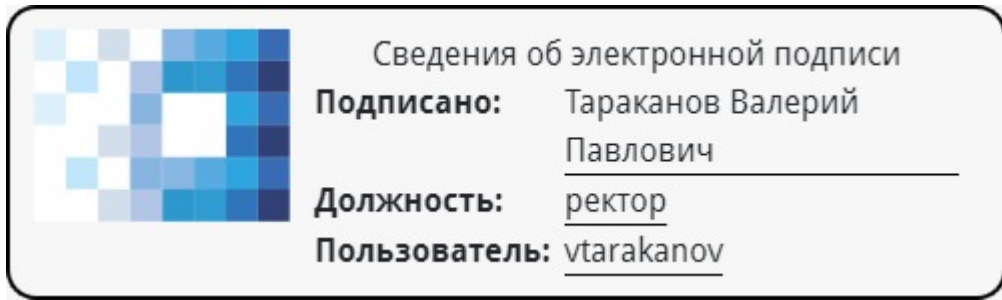 Сведения об электронной подписи
Подписано: Тараканов Валерий
Павлович
Должность: ректор
Пользователь: vtarakanov